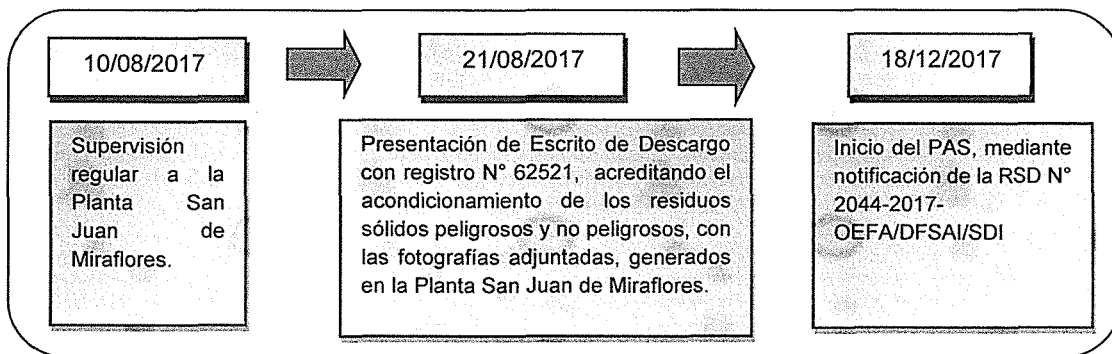 10/08/2017
21/08/2017
18/12/2017
Supervisión
regular a la
Planta San
Juan de
Miraflores.
Presentación de Escrito de Descargo
con registro N° 62521, acreditando el
acondicionamiento de los residuos
sólidos peligrosos y no peligrosos, con
las fotografías adjuntadas, generados
en la Planta San Juan de Miraflores.
Inicio del PAS, mediante
notificación de la RSD N°
2044-2017-
OEFA/DFSAI/SDI